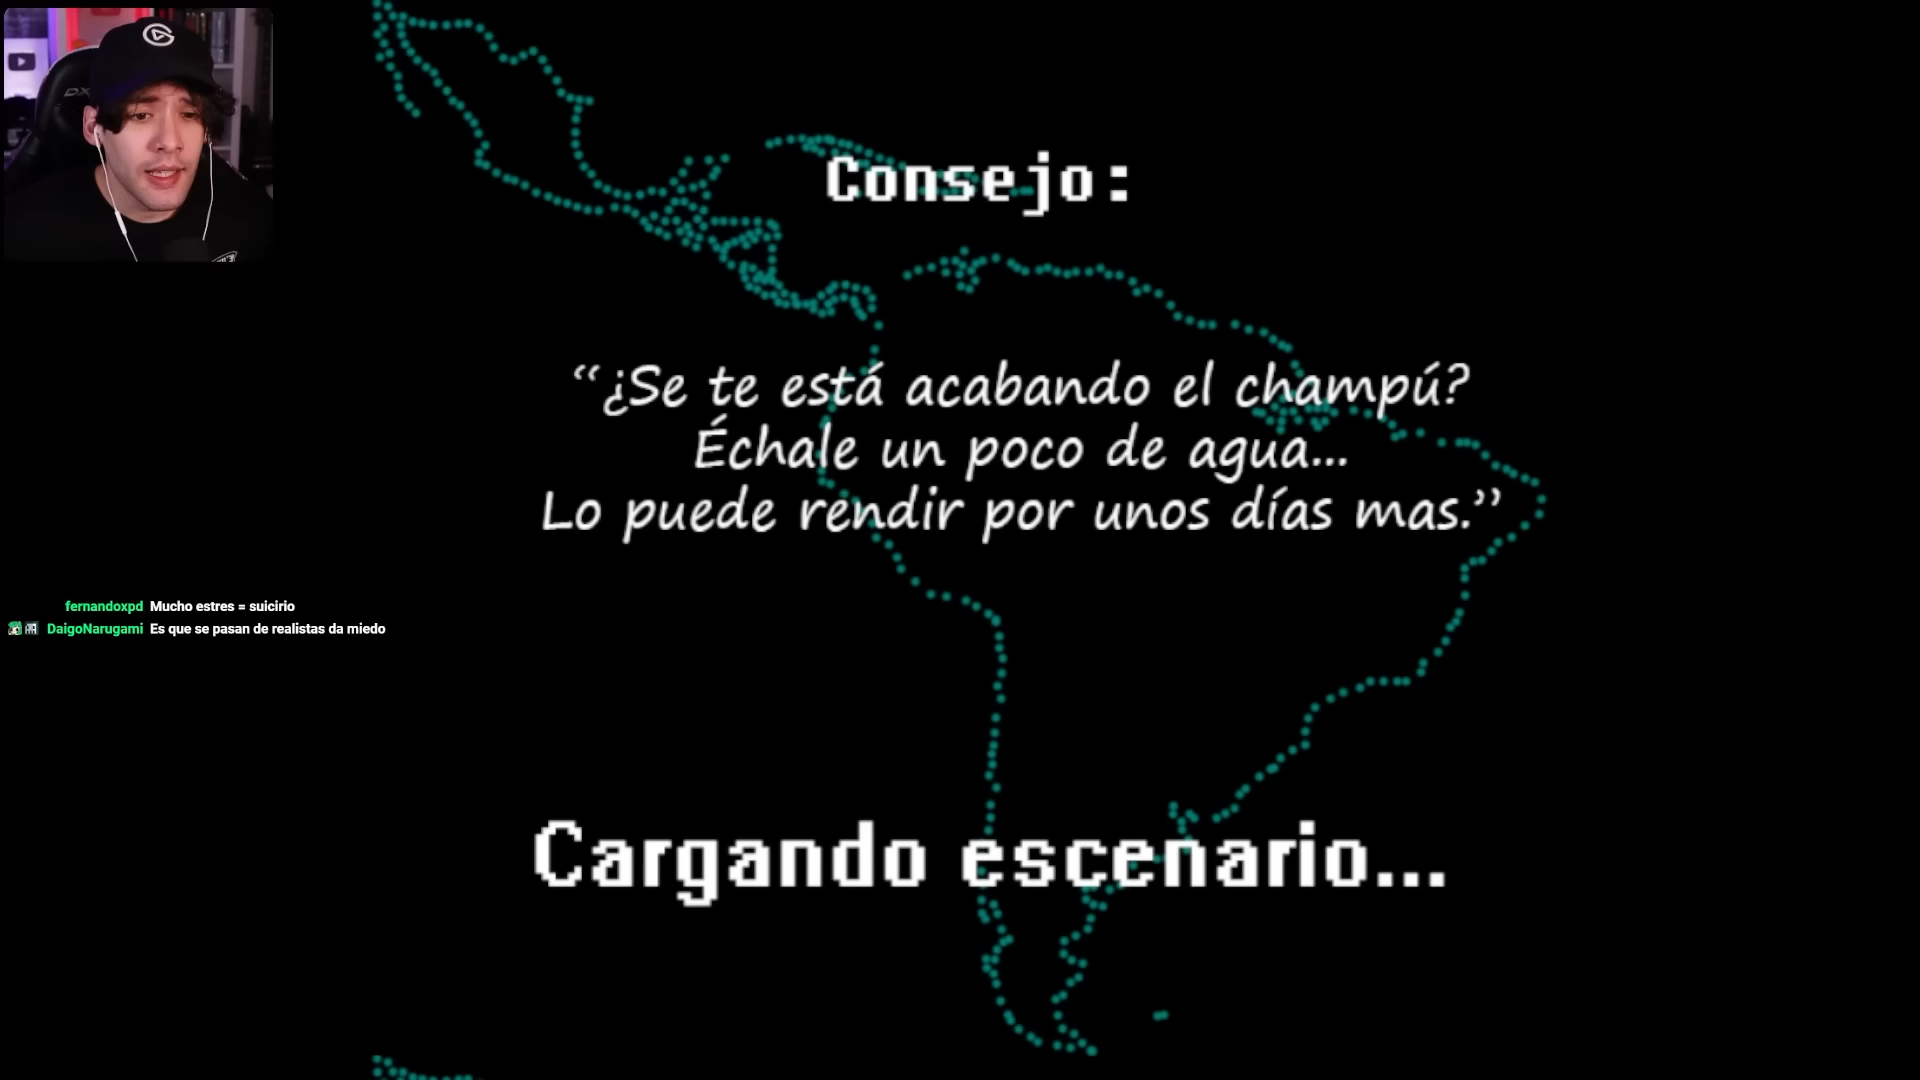 Consejo:
“¿Se te está acabando el champú?
Échale un poco de agua...
Lo puede rendir por unos días mas.”
fernandoxpd Mucho estres = suicirio
DaigoNarugami Es que se pasan de realistas da miedo
Cargando escenario...